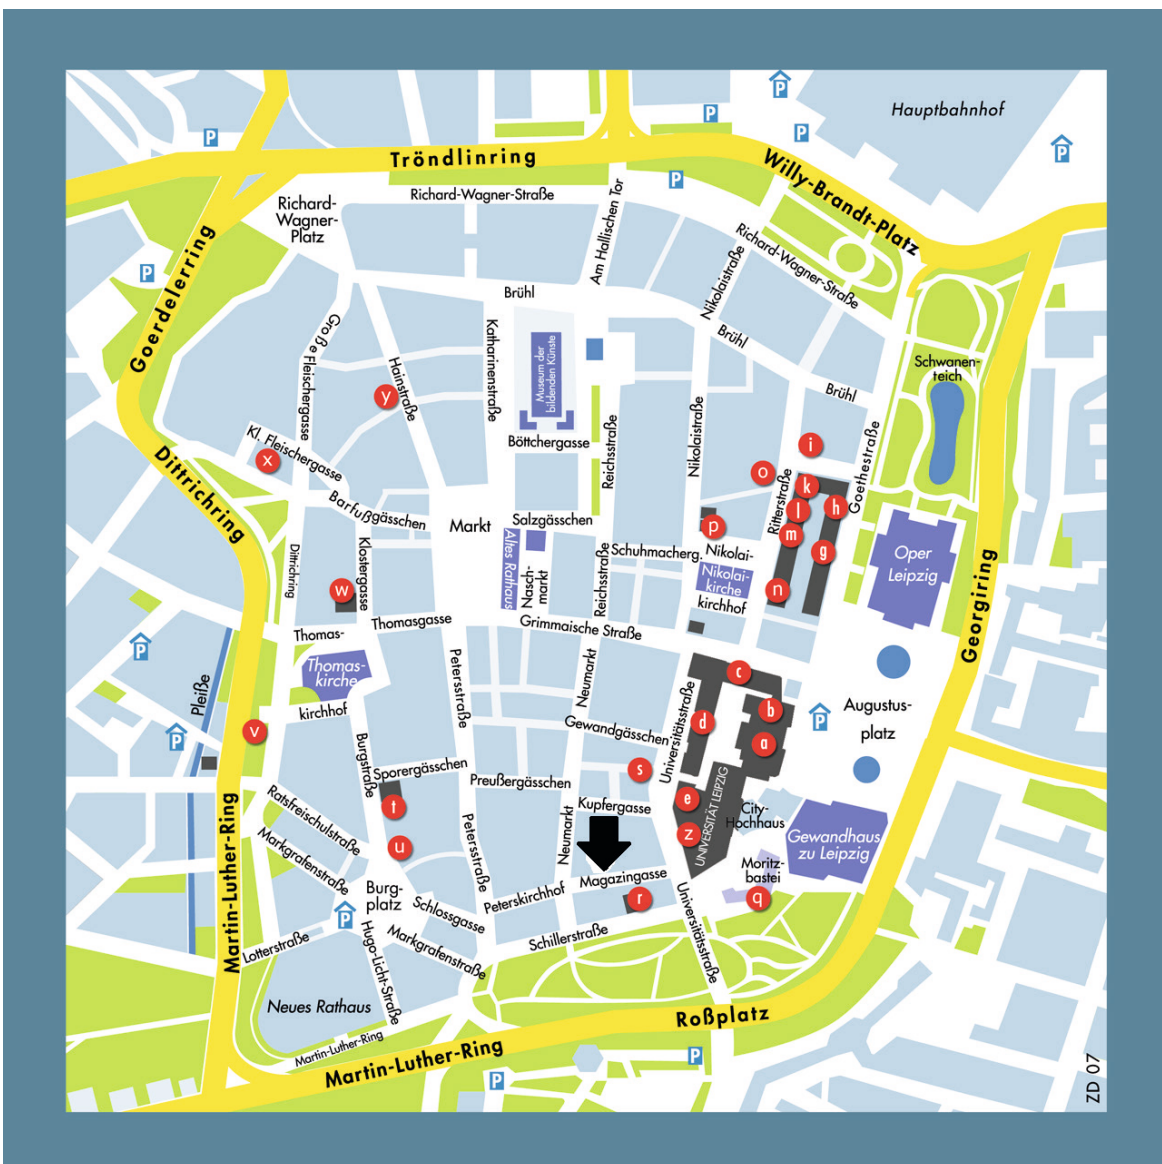 P
Hauptbahnhof
P
P
P
P
Tröndlinring
Willy-Brandt-Platz
P
Richard-Wagner-Straße
Am Hallischen Tor
Richard-
Wagner-
Platz
Goerdelerring
P
Nikolaistraße
Richard-Wagner-Straße
Brühl
Brühl
Große Fleischergasse
Hainstraße
Katharinenstraße
Museum der
bildenden Künste
Schwanen-
teich
Brühl
y
Nikolaistraße
Goethestraße
Böttchergasse
Reichsstraße
i
Kl. Fleischergasse
x
Dittrichring
o
k
Ritterstraße
l
h
Barfußgässchen
Markt
Salzgässchen
p
m
g
Altes Rathaus
Nasch-
markt
Reichsstraße
Schuhmacherg.
Nikolai-
Nikolai-
kirche
kirchhof
n
Oper
Leipzig
Dittrichring
Klostergasse
w
Georgiring
Thomasgasse
Grimmaische Straße
Thomas-
Thomas-
kirche
kirchhof
P
Pleiße
Petersstraße
Neumarkt
Universitätsstraße
c
b
d
a
P
Augustus-
platz
v
P
Gewandgässchen
Burgstraße
Sporergässchen
Preußergässchen
s
t
Kupfergasse
e
z
UNIVERSITÄT LEIPZIG
City-
Hochhaus
Gewandhaus
zu Leipzig
Martin-Luther-Ring
Ratsfreischulstraße
Markgrafenstraße
u
Petersstraße
Neumarkt
Magazingasse
Moritz-
bastei
Burg-
platz
Peterskirchhof
r
q
P
Schlossgasse
Universitätsstraße
Lotterstraße
Hugo-Licht-Straße
Markgrafenstraße
Schillerstraße
Neues Rathaus
Roßplatz
Martin-Luther-Ring
Martin-Luther-Ring
P
P
ZD 07